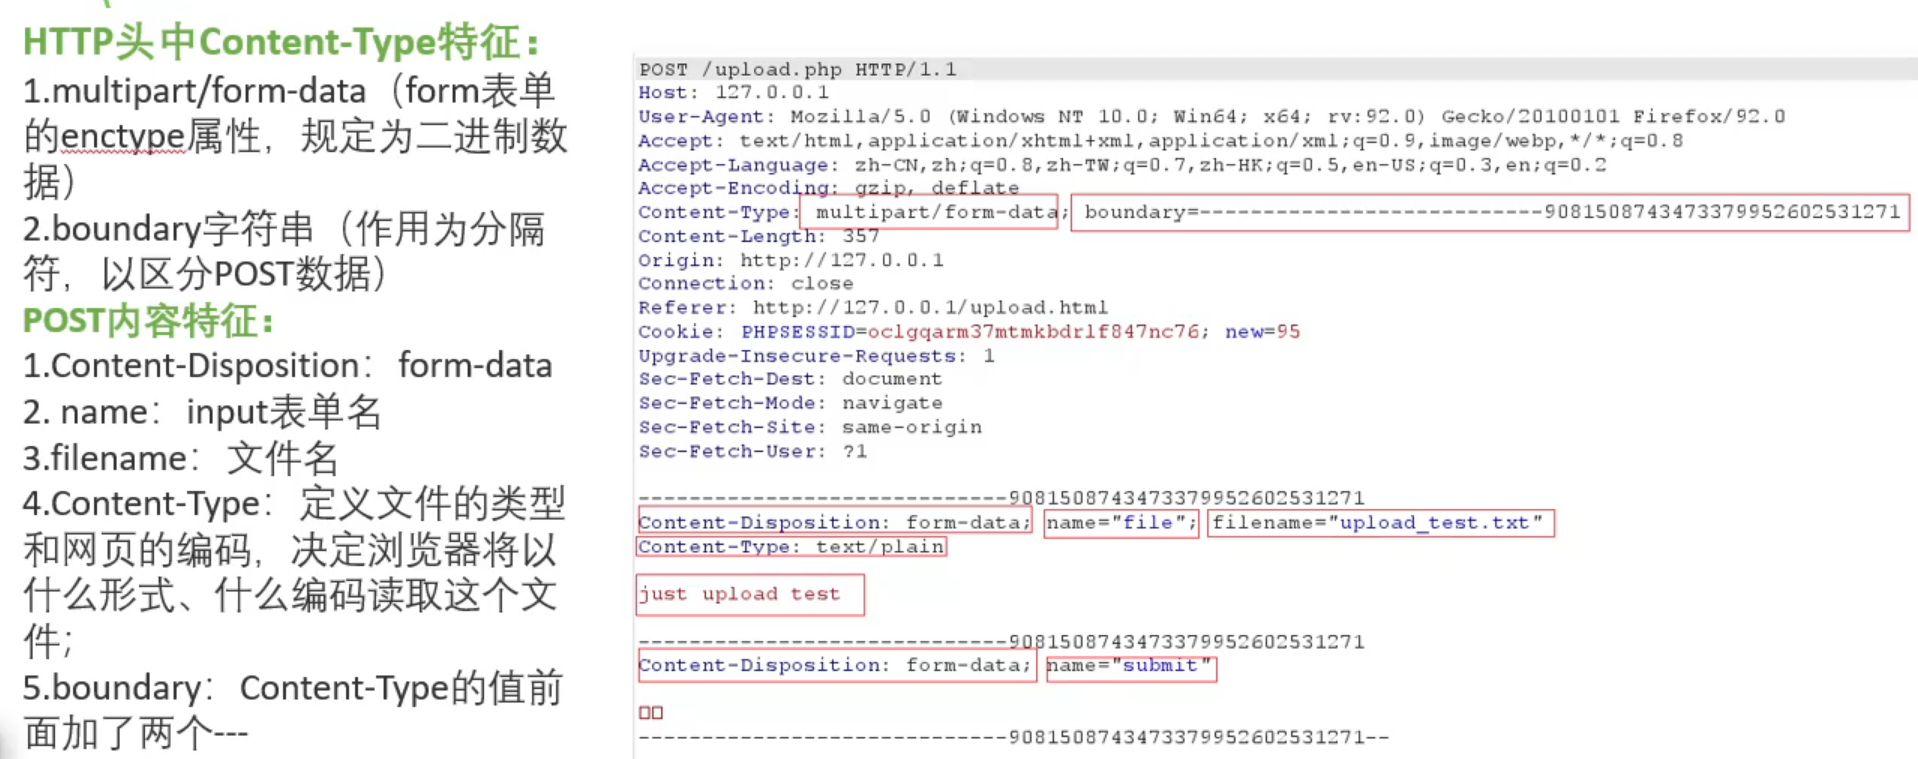 HTTP头中Content-Type特征：
1.multipart/form-data（form表单
的enctype属性，规定为二进制数
据）
2.boundary字符串（作用为分隔
符，以区分POST数据）
POST内容特征：
1.Content-Disposition：form-data
2. name：input表单名
3.filename：文件名
4.Content-Type：定义文件的类型
和网页的编码，决定浏览器将以
什么形式、什么编码读取这个文
件；
5.boundary：Content-Type的值前
面加了两个---
POST /upload.php HTTP/1.1
Host: 127.0.0.1
User-Agent: Mozilla/5.0 (Windows NT 10.0; Win64; x64; rv:92.0) Gecko/20100101 Firefox/92.0
Accept: text/html,application/xhtml+xml,application/xml;q=0.9,image/webp,*/*;q=0.8
Accept-Language: zh-CN,zh;q=0.8,zh-TW;q=0.7,zh-HK;q=0.5,en-US;q=0.3,en;q=0.2
Accept-Encoding: gzip, deflate
Content-Type: multipart/form-data; boundary=---------------------------9081508743473379952602531271
Content-Length: 357
Origin: http://127.0.0.1
Connection: close
Referer: http://127.0.0.1/upload.html
Cookie: PHPSESSID=oclgqarm37mtmkbdrlf847nc76; new=95
Upgrade-Insecure-Requests: 1
Sec-Fetch-Dest: document
Sec-Fetch-Mode: navigate
Sec-Fetch-Site: same-origin
Sec-Fetch-User: ?1
-----------------------------9081508743473379952602531271
Content-Disposition: form-data; name="file"; filename="upload_test.txt"
Content-Type: text/plain
just upload test
-----------------------------9081508743473379952602531271
Content-Disposition: form-data; name="submit"
□□
-----------------------------9081508743473379952602531271--